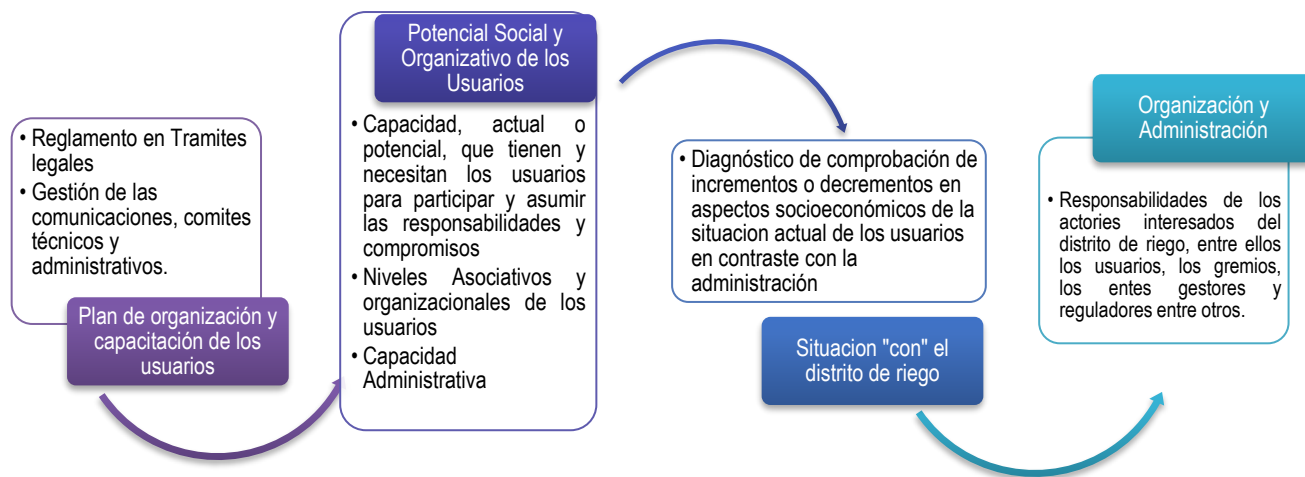 • Reglamento en Tramites
legales
• Gestión de las
comunicaciones, comites
técnicos y
administrativos.
Plan de organización y
capacitación de los
usuarios
Potencial Social y
Organizativo de los
Usuarios
• Capacidad, actual o
potencial, que tienen y
necesitan los usuarios
para participar y asumir
las responsabilidades y
compromisos
• Niveles Asociativos y
organizacionales de los
usuarios
• Capacidad
Administrativa
• Diagnóstico de comprobación de
incrementos o decrementos en
aspectos socioeconómicos de la
situacion actual de los usuarios
en contraste con la
administración
Situacion "con" el
distrito de riego
Organización y
Administración
• Responsabilidades de los
actories interesados del
distrito de riego, entre ellos
los usuarios, los gremios,
los entes gestores y
reguladores entre otros.